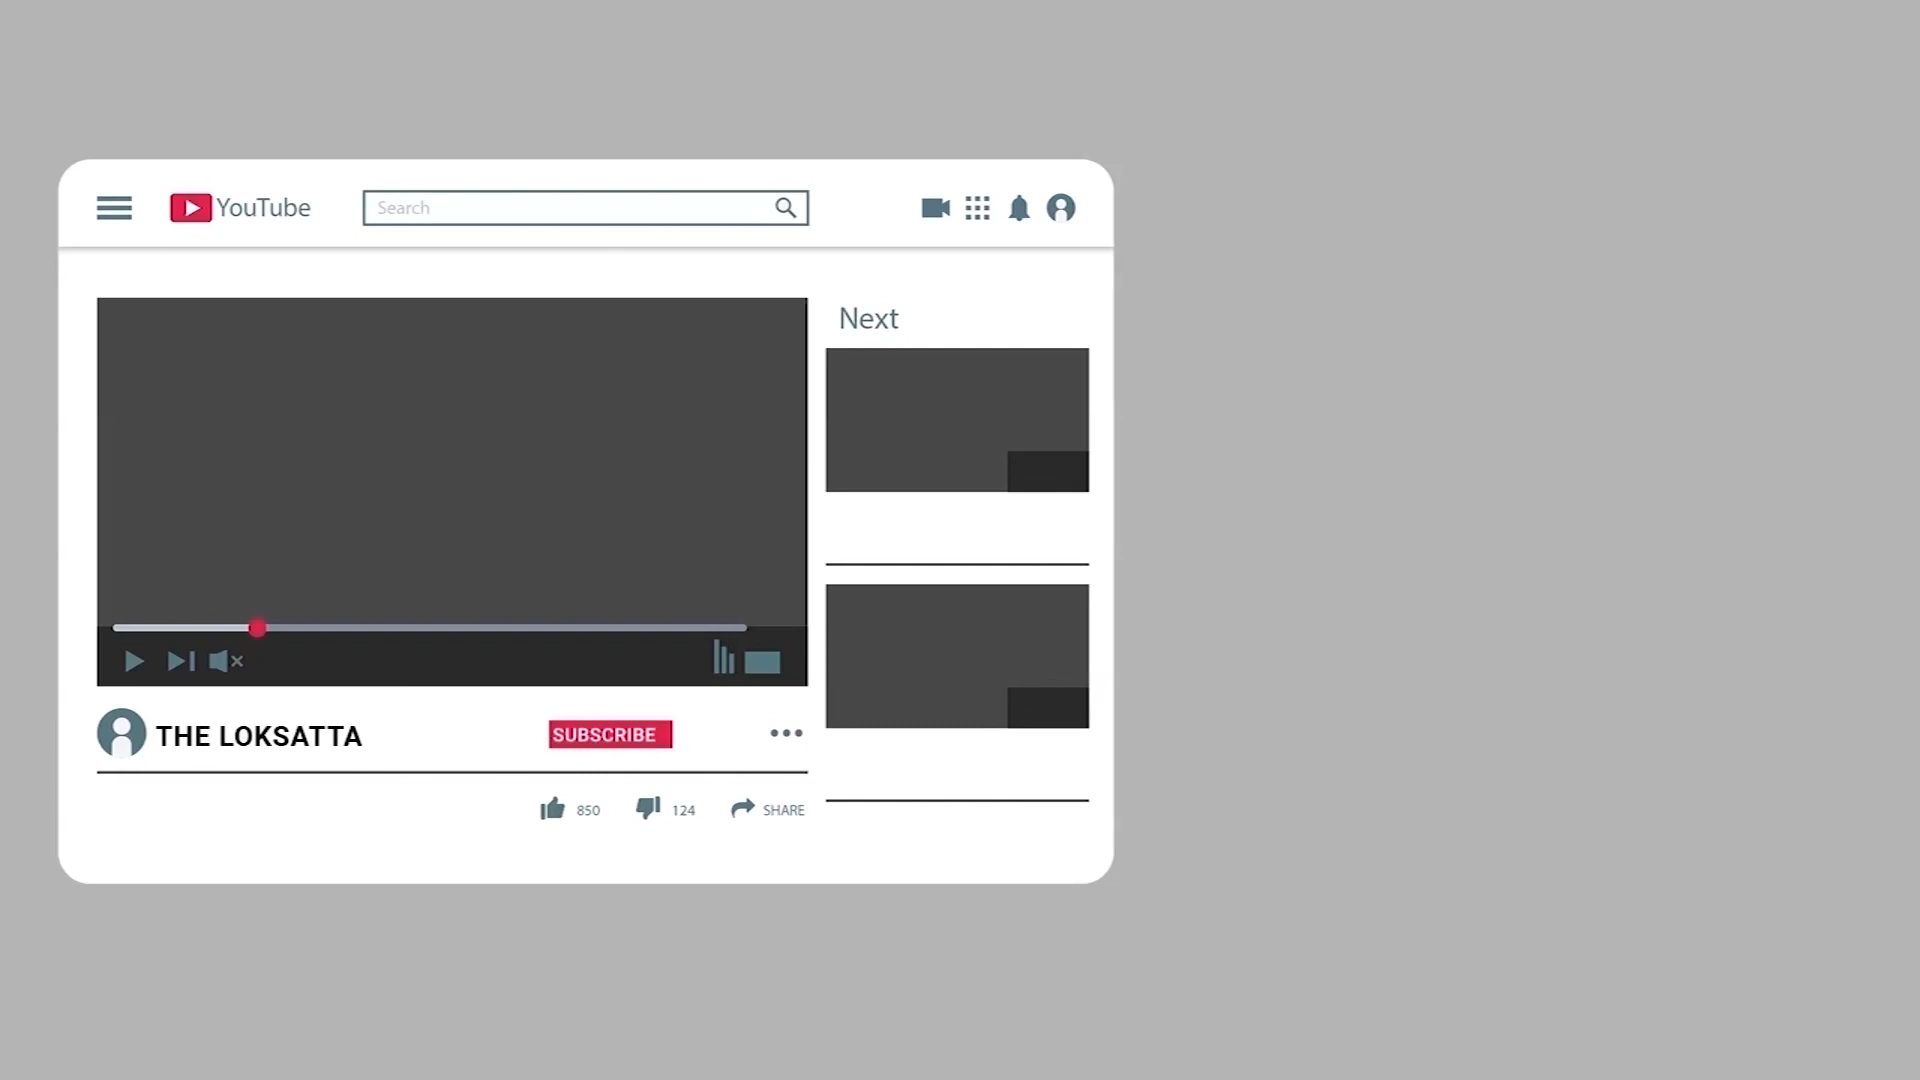 YouTube
Search
Next
THE LOKSATTA
SUBSCRIBE
850
124
SHARE